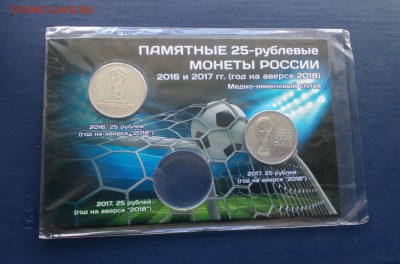 ПАМЯТНЫЕ 25-рублевые
МОНЕТЫ РОССИИ
2016 и 2017 гг. (год на аверсе 2018)
Медно-никелевый сплав
2016. 25 рублей
(год на аверсе "2018")
2017. 25 рублей
(год на аверсе "2018")
2017. 25 рублей
(год на аверсе "2018")